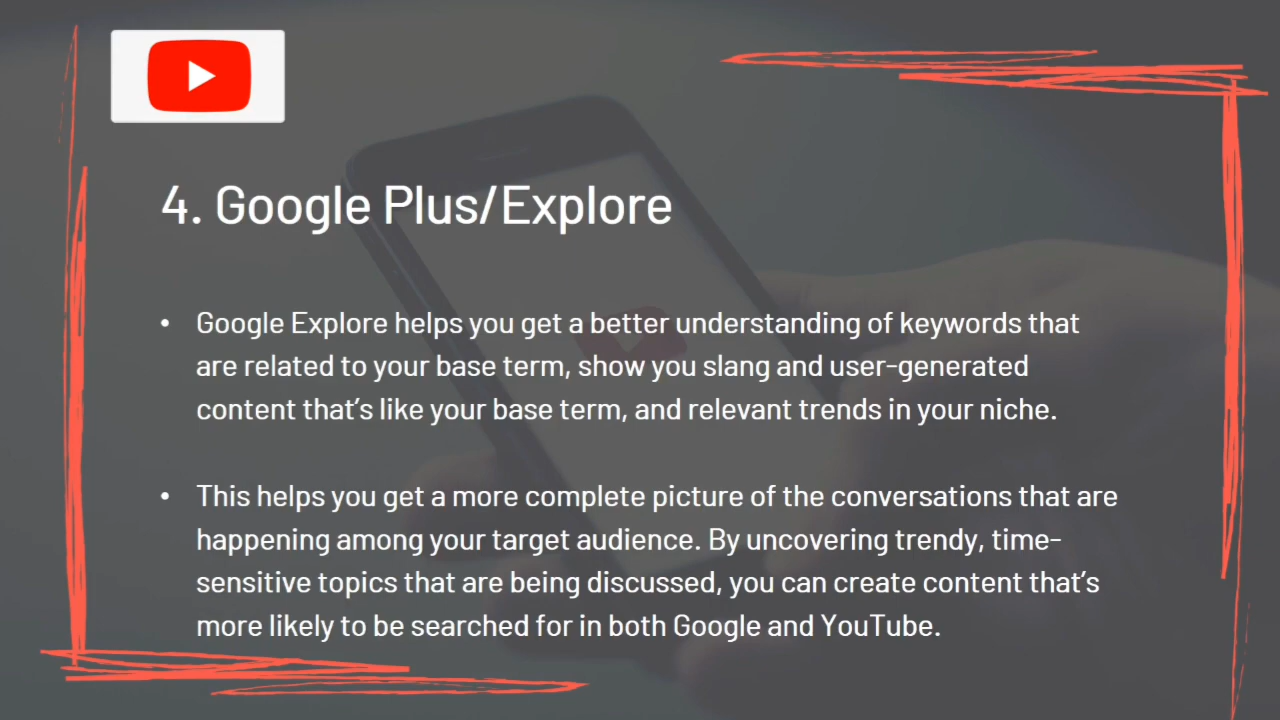 4. Google Plus/Explore
• Google Explore helps you get a better understanding of keywords that
are related to your base term, show you slang and user-generated
content that’s like your base term, and relevant trends in your niche.
• This helps you get a more complete picture of the conversations that are
happening among your target audience. By uncovering trendy, time-
sensitive topics that are being discussed, you can create content that’s
more likely to be searched for in both Google and YouTube.